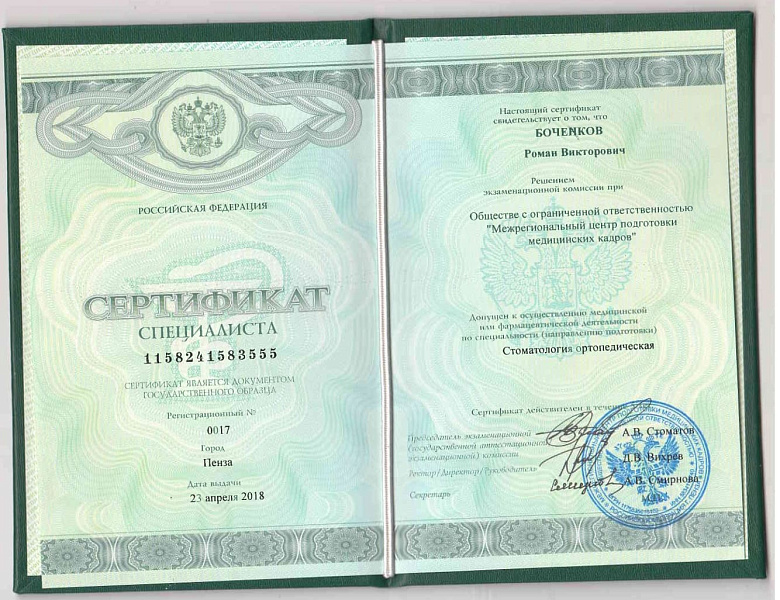 РОССИЙСКАЯ ФЕДЕРАЦИЯ
СЕРТИФИКАТ
СПЕЦИАЛИСТА
1158241583555
СЕРТИФИКАТ ЯВЛЯЕТСЯ ДОКУМЕНТОМ
ГОСУДАРСТВЕННОГО ОБРАЗЦА
Регистрационный №
0017
Город
Пенза
Дата выдачи
23 апреля 2018
Настоящий сертификат
свидетельствует о том, что
БОЧЕНКОВ
Роман Викторович
Решением
экзаменационной комиссии при
Обществе с ограниченной ответственностью
"Межрегиональный центр подготовки
медицинских кадров"
Допущен к осуществлению медицинской
или фармацевтической деятельности
по специальности (направлению подготовки)
Стоматология ортопедическая
Сертификат действителен в течение
Председатель экзаменационной
(государственной аттестационной,
экзаменационной) комиссии
А.В. Стоматов
Ректор/Директор/Руководитель
Д.В. Вихрев
Секретарь
А.В. Смирнова